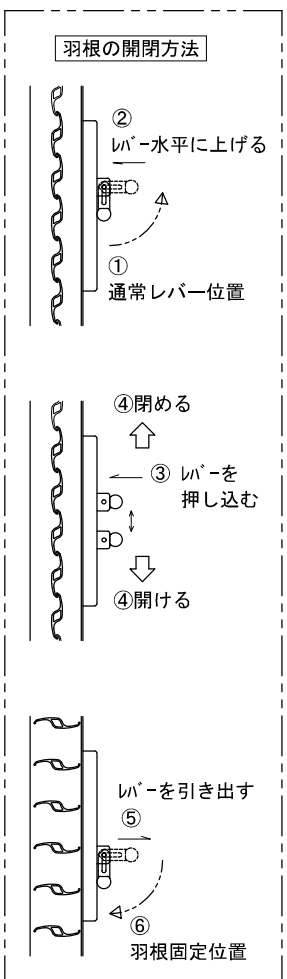 羽根の開閉方法
②
ﾚﾊﾞｰ水平に上げる
①
通常レバー位置
④閉める
③ ﾚﾊﾞｰを
押し込む
④開ける
ﾚﾊﾞｰを引き出す
⑤
⑥
羽根固定位置